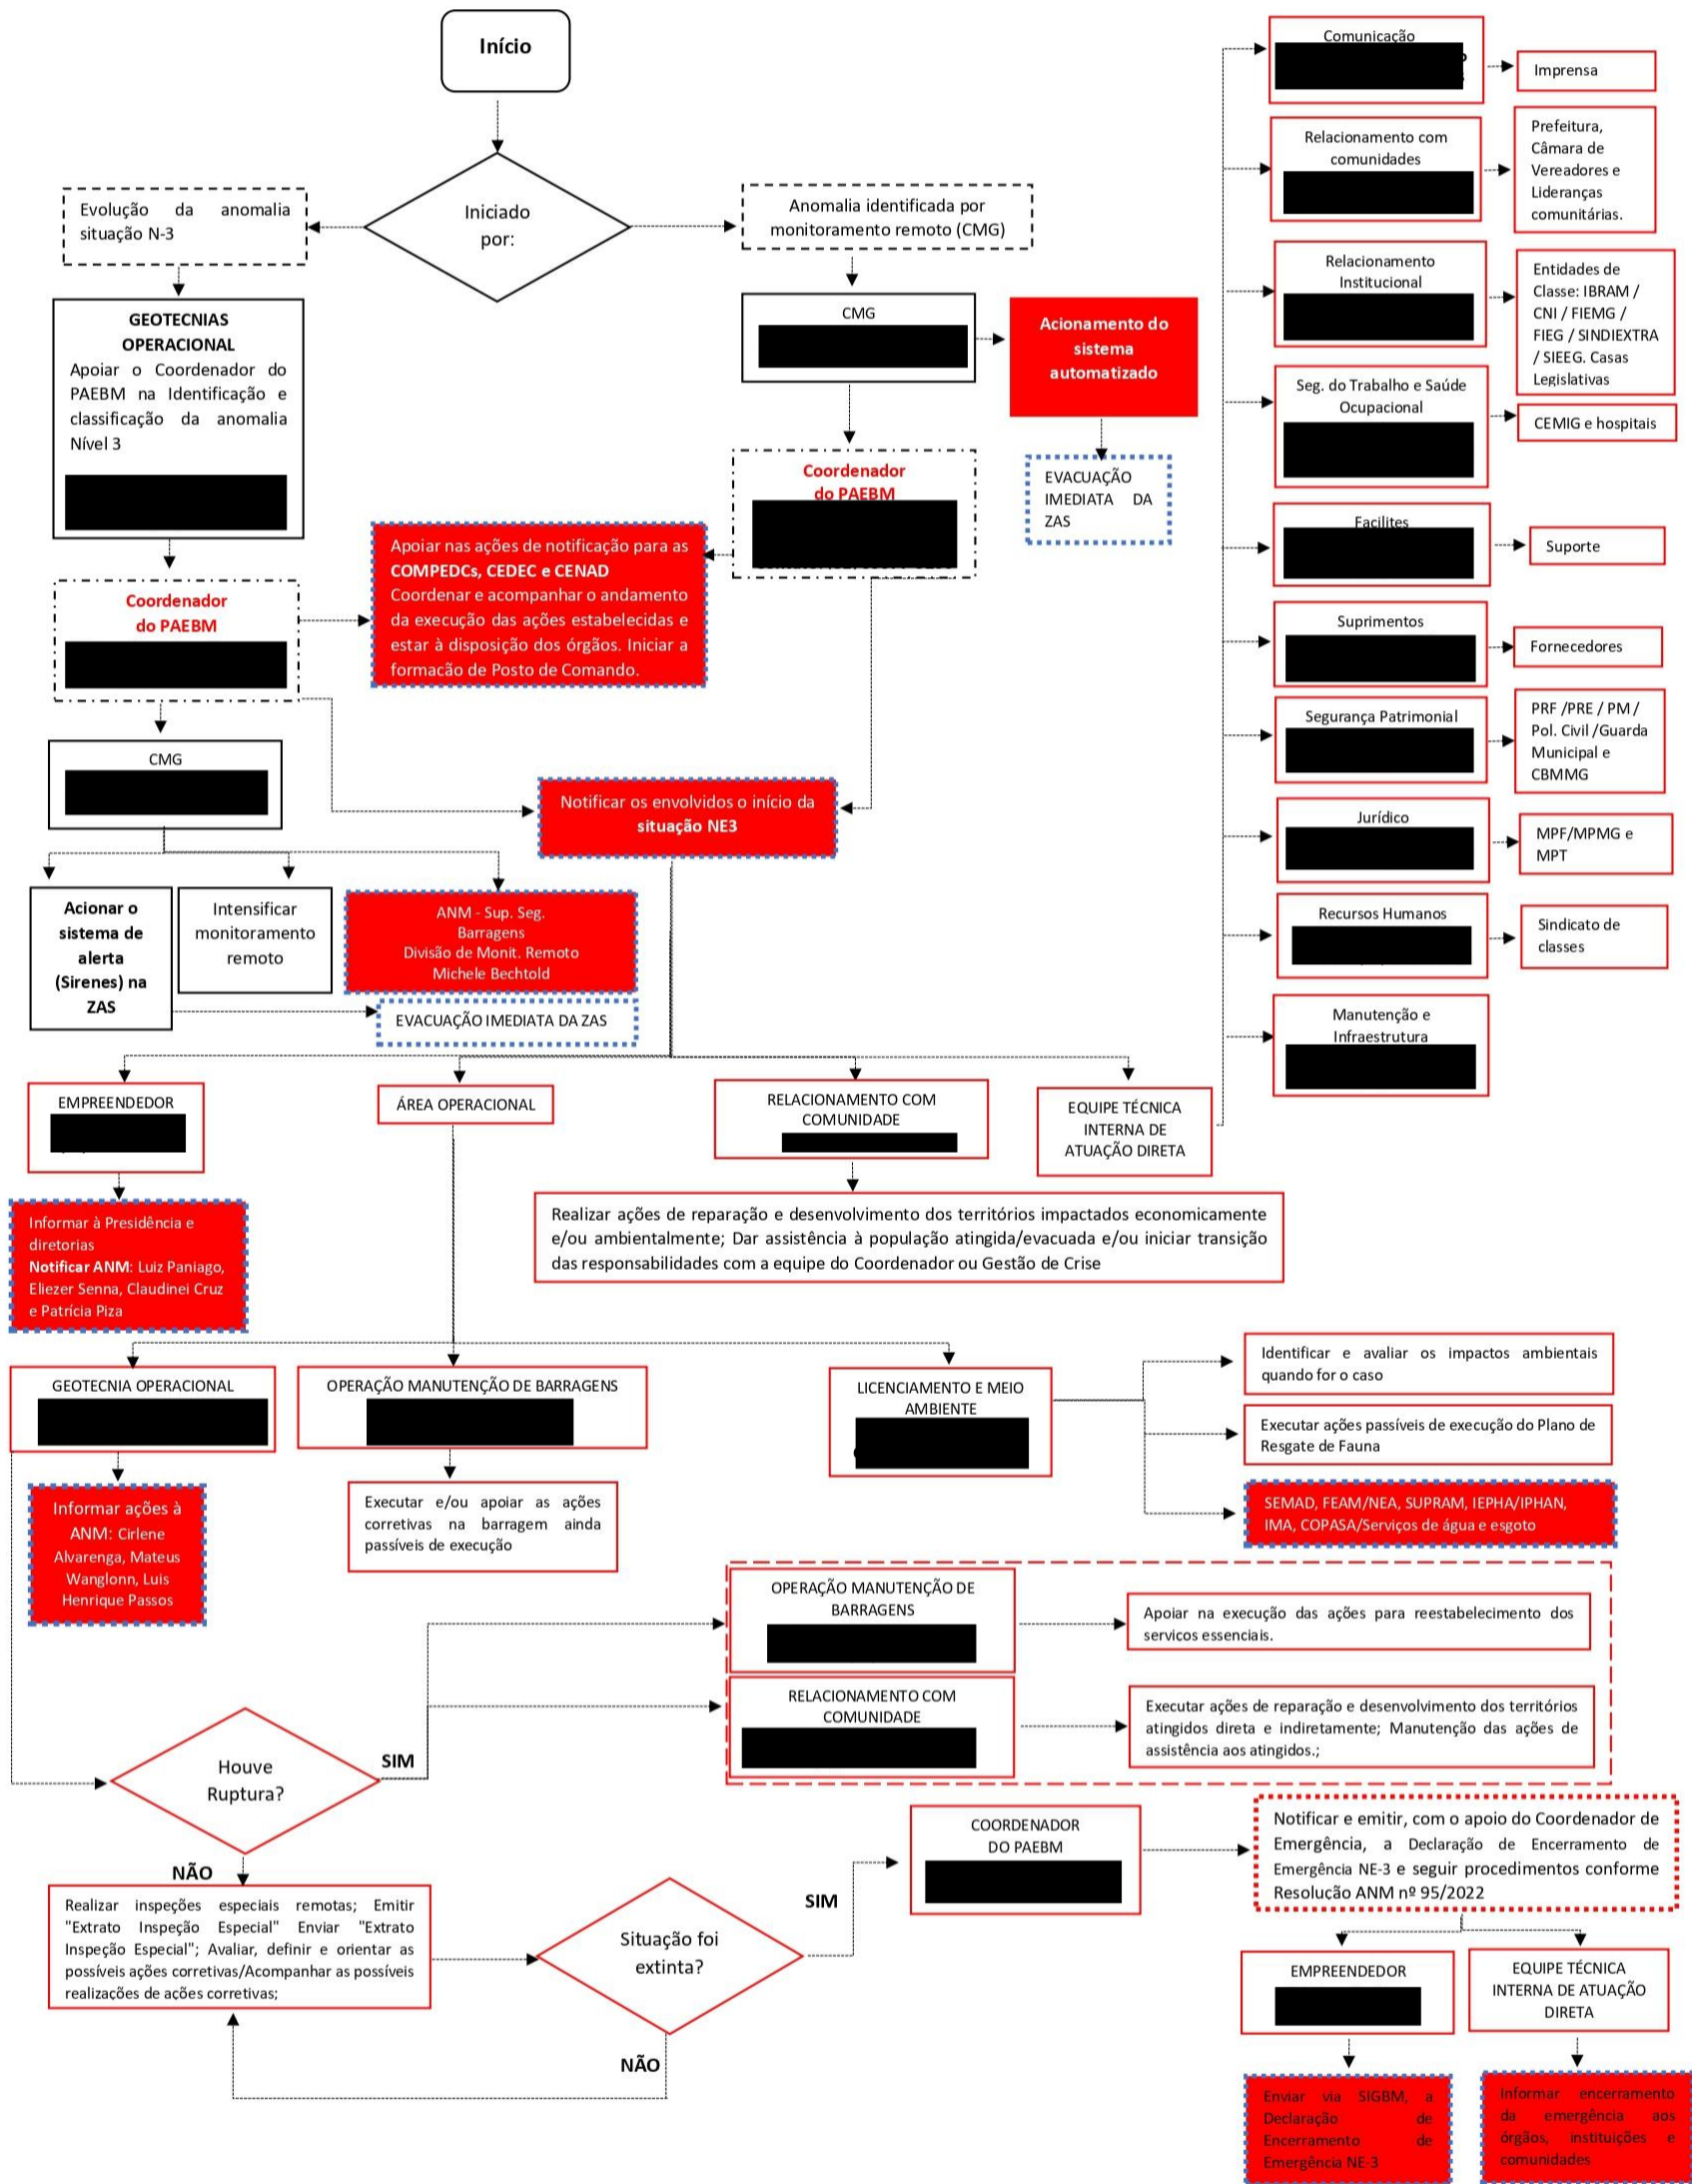 Início
Iniciado
por:
Evolução da anomalia
situação N-3
Anomalia identificada por
monitoramento remoto (CMG)
GEOTECNIAS
OPERACIONAL
Apoiar o Coordenador do
PAEBM na Identificação e
classificação da anomalia
Nível 3
CMG
Acionamento do
sistema
automatizado
EVACUAÇÃO
IMEDIATA DA
ZAS
Coordenador
do PAEBM
Apoiar nas ações de notificação para as
COMPEDCs, CEDEC e CENAD
Coordenar e acompanhar o andamento
da execução das ações estabelecidas e
estar à disposição dos órgãos. Iniciar a
formacão de Posto de Comando.
Coordenador
do PAEBM
CMG
Notificar os envolvidos o início da
situação NE3
Acionar o
sistema de
alerta
(Sirenes) na
ZAS
Intensificar
monitoramento
remoto
ANM - Sup. Seg.
Barragens
Divisão de Monit. Remoto
Michele Bechtold
EVACUAÇÃO IMEDIATA DA ZAS
Comunicação
Imprensa
Relacionamento com
comunidades
Prefeitura,
Câmara de
Vereadores e
Lideranças
comunitárias.
Relacionamento
Institucional
Entidades de
Classe: IBRAM /
CNI / FIEMG /
FIEG / SINDIEXTRA
/ SIEEG. Casas
Legislativas
Seg. do Trabalho e Saúde
Ocupacional
CEMIG e hospitais
Facilites
Suporte
Suprimentos
Fornecedores
Segurança Patrimonial
PRF /PRE / PM /
Pol. Civil /Guarda
Municipal e
CBMMG
Jurídico
MPF/MPMG e
MPT
Recursos Humanos
Sindicato de
classes
Manutenção e
Infraestrutura
EMPREENDEDOR
ÁREA OPERACIONAL
RELACIONAMENTO COM
COMUNIDADE
EQUIPE TÉCNICA
INTERNA DE
ATUAÇÃO DIRETA
Informar à Presidência e
diretorias
Notificar ANM: Luiz Paniago,
Eliezer Senna, Claudinei Cruz
e Patrícia Piza
Realizar ações de reparação e desenvolvimento dos territórios impactados economicamente
e/ou ambientalmente; Dar assistência à população atingida/evacuada e/ou iniciar transição
das responsabilidades com a equipe do Coordenador ou Gestão de Crise
GEOTECNIA OPERACIONAL
OPERAÇÃO MANUTENÇÃO DE BARRAGENS
LICENCIAMENTO E MEIO
AMBIENTE
Identificar e avaliar os impactos ambientais
quando for o caso
Executar ações passíveis de execução do Plano de
Resgate de Fauna
SEMAD, FEAM/NEA, SUPRAM, IEPHA/IPHAN,
IMA, COPASA/Serviços de água e esgoto
Informar ações à
ANM: Cirlene
Alvarenga, Mateus
Wanglonn, Luis
Henrique Passos
Executar e/ou apoiar as ações
corretivas na barragem ainda
passíveis de execução
OPERAÇÃO MANUTENÇÃO DE
BARRAGENS
Apoiar na execução das ações para reestabelecimento dos
servicos essenciais.
RELACIONAMENTO COM
COMUNIDADE
Executar ações de reparação e desenvolvimento dos territórios
atingidos direta e indiretamente; Manutenção das ações de
assistência aos atingidos.;
Houve
Ruptura?
SIM
NÃO
Realizar inspeções especiais remotas; Emitir
"Extrato Inspeção Especial" Enviar "Extrato
Inspeção Especial"; Avaliar, definir e orientar as
possíveis ações corretivas/Acompanhar as possíveis
realizações de ações corretivas;
Situação foi
extinta?
SIM
NÃO
COORDENADOR
DO PAEBM
Notificar e emitir, com o apoio do Coordenador de
Emergência, a Declaração de Encerramento de
Emergência NE-3 e seguir procedimentos conforme
Resolução ANM nº 95/2022
EMPREENDEDOR
EQUIPE TÉCNICA
INTERNA DE ATUAÇÃO
DIRETA
Enviar via SIGBM, a
Declaração de
Encerramento de
Emergência NE-3
Informar encerramento
da emergência aos
órgãos, instituições e
comunidades